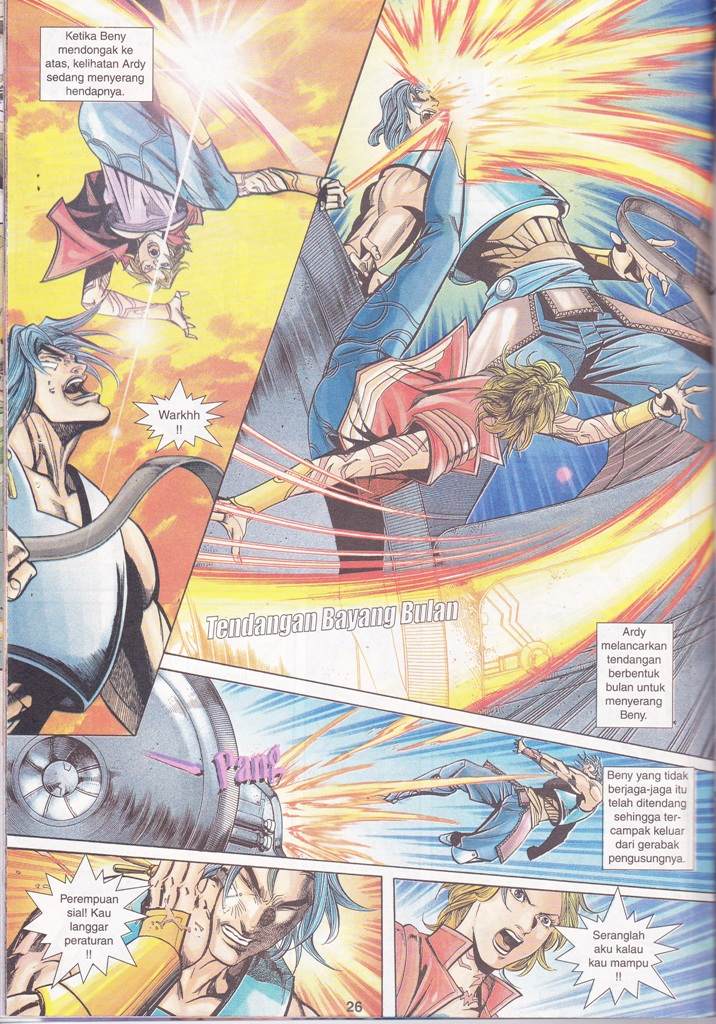 Ketika Beny
mendongak ke
atas, kelihatan Ardy
sedang menyerang
hendapnya.
Warkhh
!!
Tendangan Bayang Bulan
Ardy
melancarkan
tendangan
berbentuk
bulan untuk
menyerang
Beny.
Pang
Beny yang tidak
berjaga-jaga itu
telah ditendang
sehingga ter-
campak keluar
dari gerabak
pengusungnya.
Perempuan
sial! Kau
langgar
peraturan
!!
Seranglah
aku kalau
kau mampu
!!
26